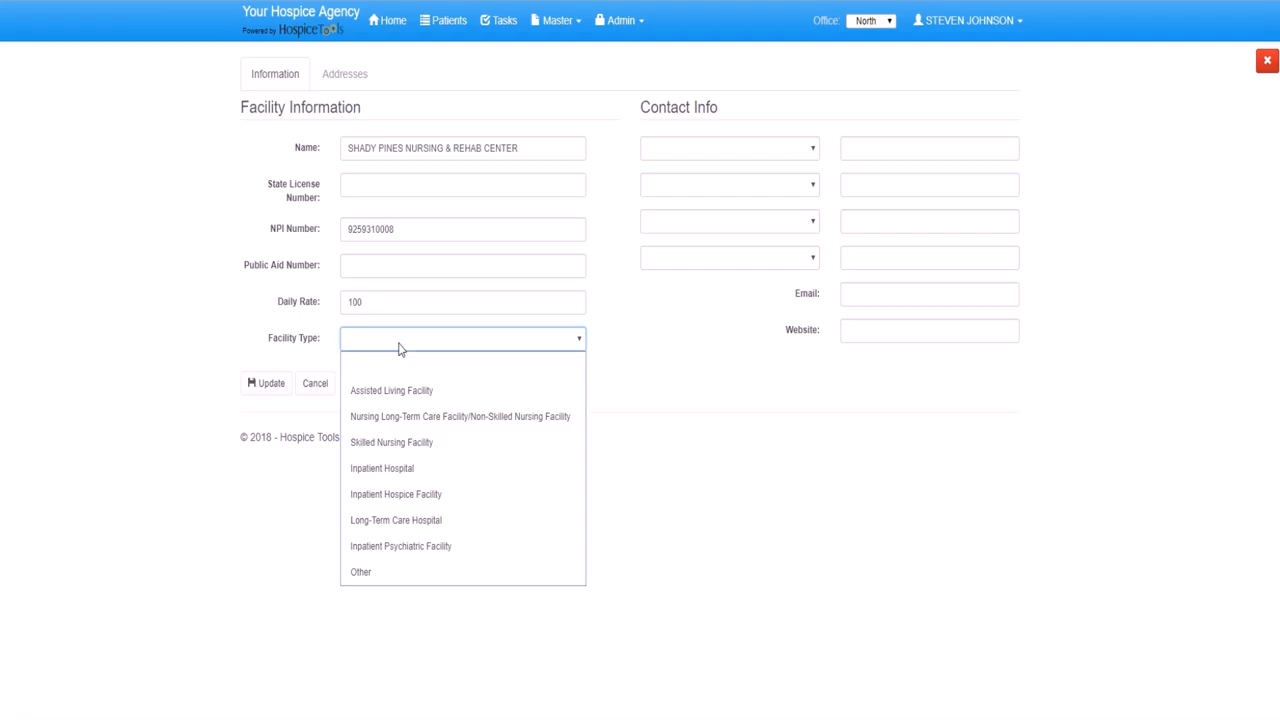 Your Hospice Agency
Powered by HospiceTools
Home Patients Tasks Master Admin Office: North STEVEN JOHNSON
Information Addresses
Facility Information
Name: SHADY PINES NURSING & REHAB CENTER
State License Number:
NPI Number: 9259310008
Public Aid Number:
Daily Rate: 100
Facility Type:
Assisted Living Facility
Nursing Long-Term Care Facility/Non-Skilled Nursing Facility
Skilled Nursing Facility
Inpatient Hospital
Inpatient Hospice Facility
Long-Term Care Hospital
Inpatient Psychiatric Facility
Other
Update Cancel
© 2018 - Hospice Tools
Contact Info
Email:
Website: